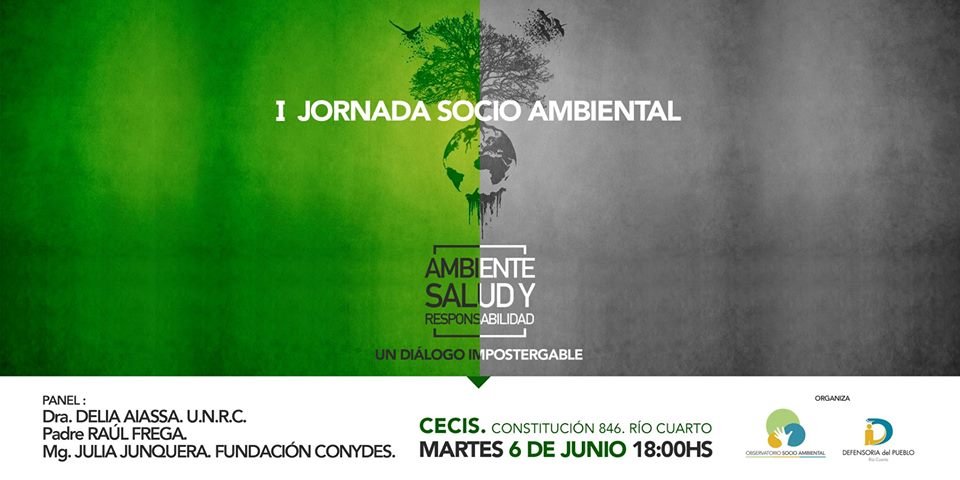 I JORNADA SOCIO AMBIENTAL
AMBIENTE
SALUD Y
RESPONSABILIDAD
UN DIÁLOGO IMPOSTERGABLE
PANEL :
Dra. DELIA AIASSA. U.N.R.C.
Padre RAÚL FREGA.
Mg. JULIA JUNQUERA. FUNDACIÓN CONYDES.
CECIS. CONSTITUCIÓN 846. RÍO CUARTO
MARTES 6 DE JUNIO 18:00HS
ORGANIZA
OBSERVATORIO SOCIO AMBIENTAL
DEFENSORIA del PUEBLO
Río Cuarto